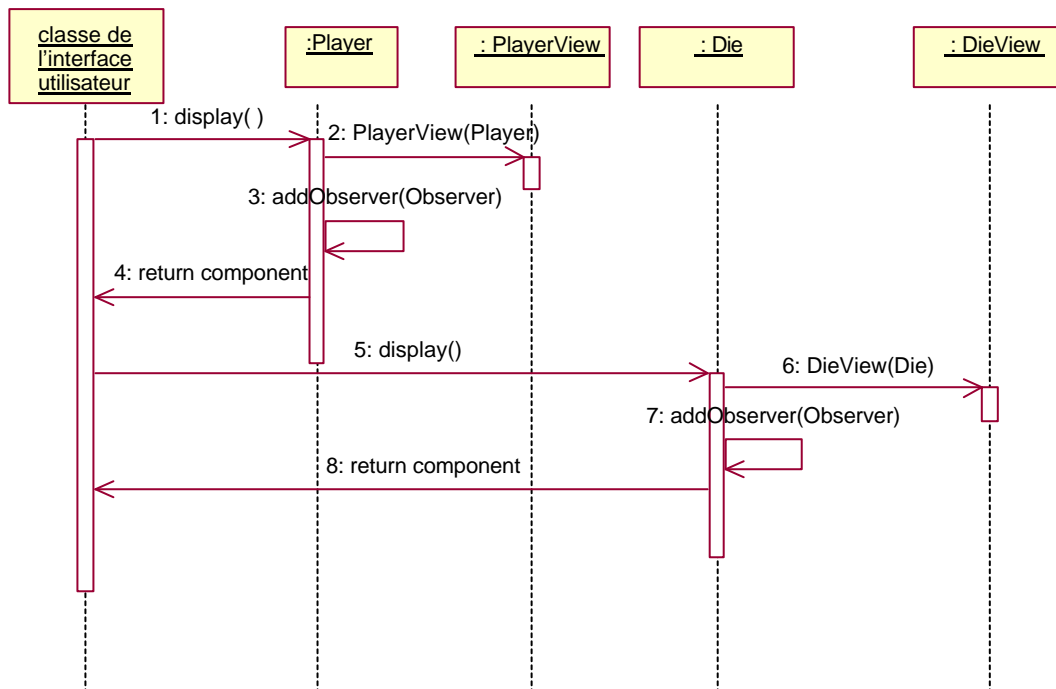 classe de
l'interface
utilisateur
:Player
: PlayerView
: Die
: DieView
1: display( )
2: PlayerView(Player)
3: addObserver(Observer)
4: return component
5: display()
6: DieView(Die)
7: addObserver(Observer)
8: return component